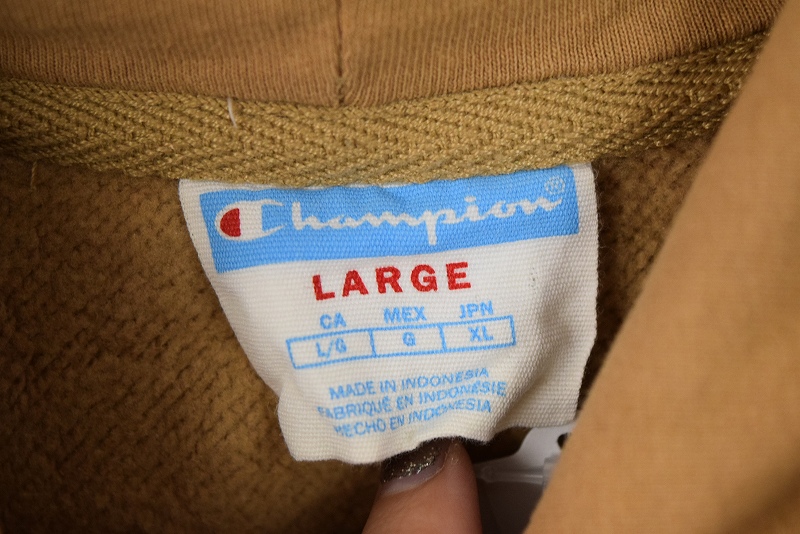 Champion®
LARGE
CA MEX JPN
L/G G XL
MADE IN INDONESIA
FABRIQUÉ EN INDONÉSIE
HECHO EN INDONESIA